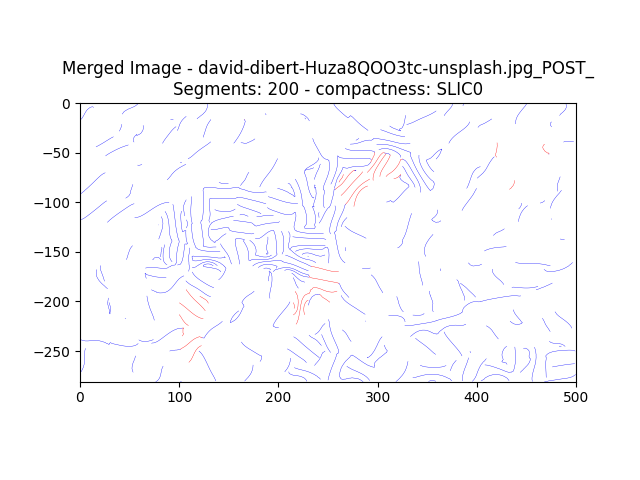 Merged Image - david-dibert-Huza8QOO3tc-unsplash.jpg_POST_
Segments: 200 - compactness: SLIC0
0
−50
−100
−150
−200
−250
0 100 200 300 400 500